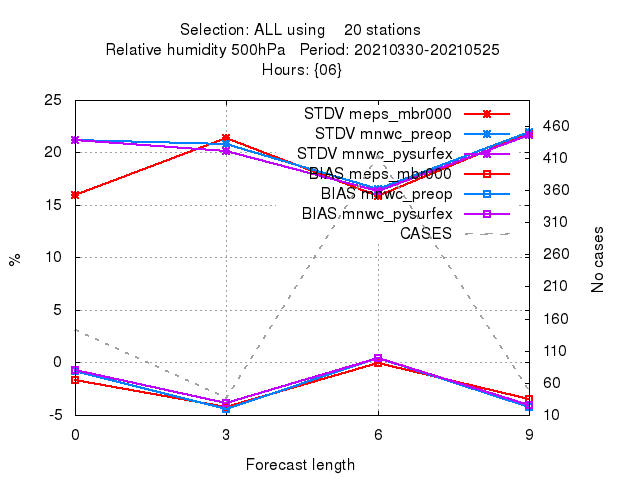 Selection: ALL using    20 stations
Relative humidity 500hPa   Period: 20210330-20210525
Hours: {06}
25
20
15
10
5
0
-5
%
STDV meps_mbr000
STDV mnwc_preop
STDV mnwc_pysurfex
BIAS meps_mbr000
BIAS mnwc_preop
BIAS mnwc_pysurfex
CASES
460
410
360
310
260
210
160
110
60
10
No cases
0 3 6 9
Forecast length